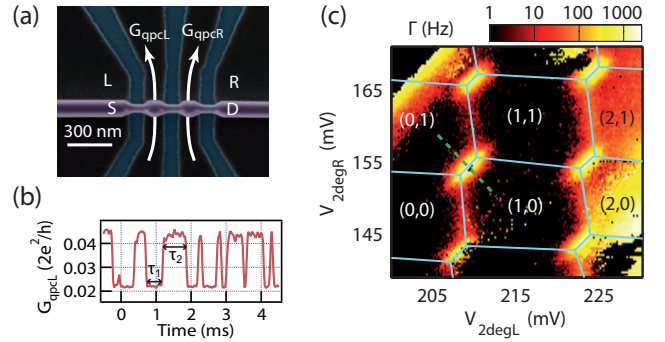 (a)
G_qpcL G_qpcR
L R
S D
300 nm
(b)
G_qpcL (2e²/h)
0.04
0.03
0.02
τ₁ τ₂
0 1 2 3 4
Time (ms)
(c)
Γ (Hz) 1 10 100 1000
V_2degR (mV)
165
155
145
(0,1) (1,1) (2,1)
(0,0) (1,0) (2,0)
205 215 225
V_2degL (mV)